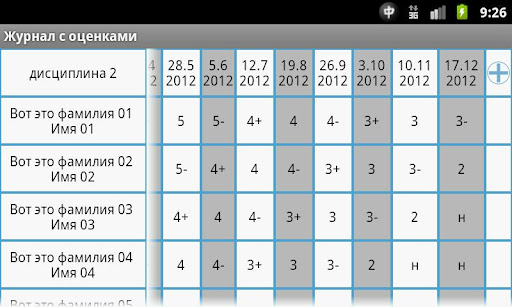 9:26
Журнал с оценками
дисциплина 2 28.5 5.6 12.7 19.8 26.9 3.10 10.11 17.12
2012 2012 2012 2012 2012 2012 2012 2012
Вот это фамилия 01
Имя 01
5 5- 4+ 4 4- 3+ 3 3-
Вот это фамилия 02
Имя 02
5- 4+ 4 4- 3+ 3 3- 2
Вот это фамилия 03
Имя 03
4+ 4 4- 3+ 3 3- 2 н
Вот это фамилия 04
Имя 04
4 4- 3+ 3 3- 2 н н
Вот это фамилия 05